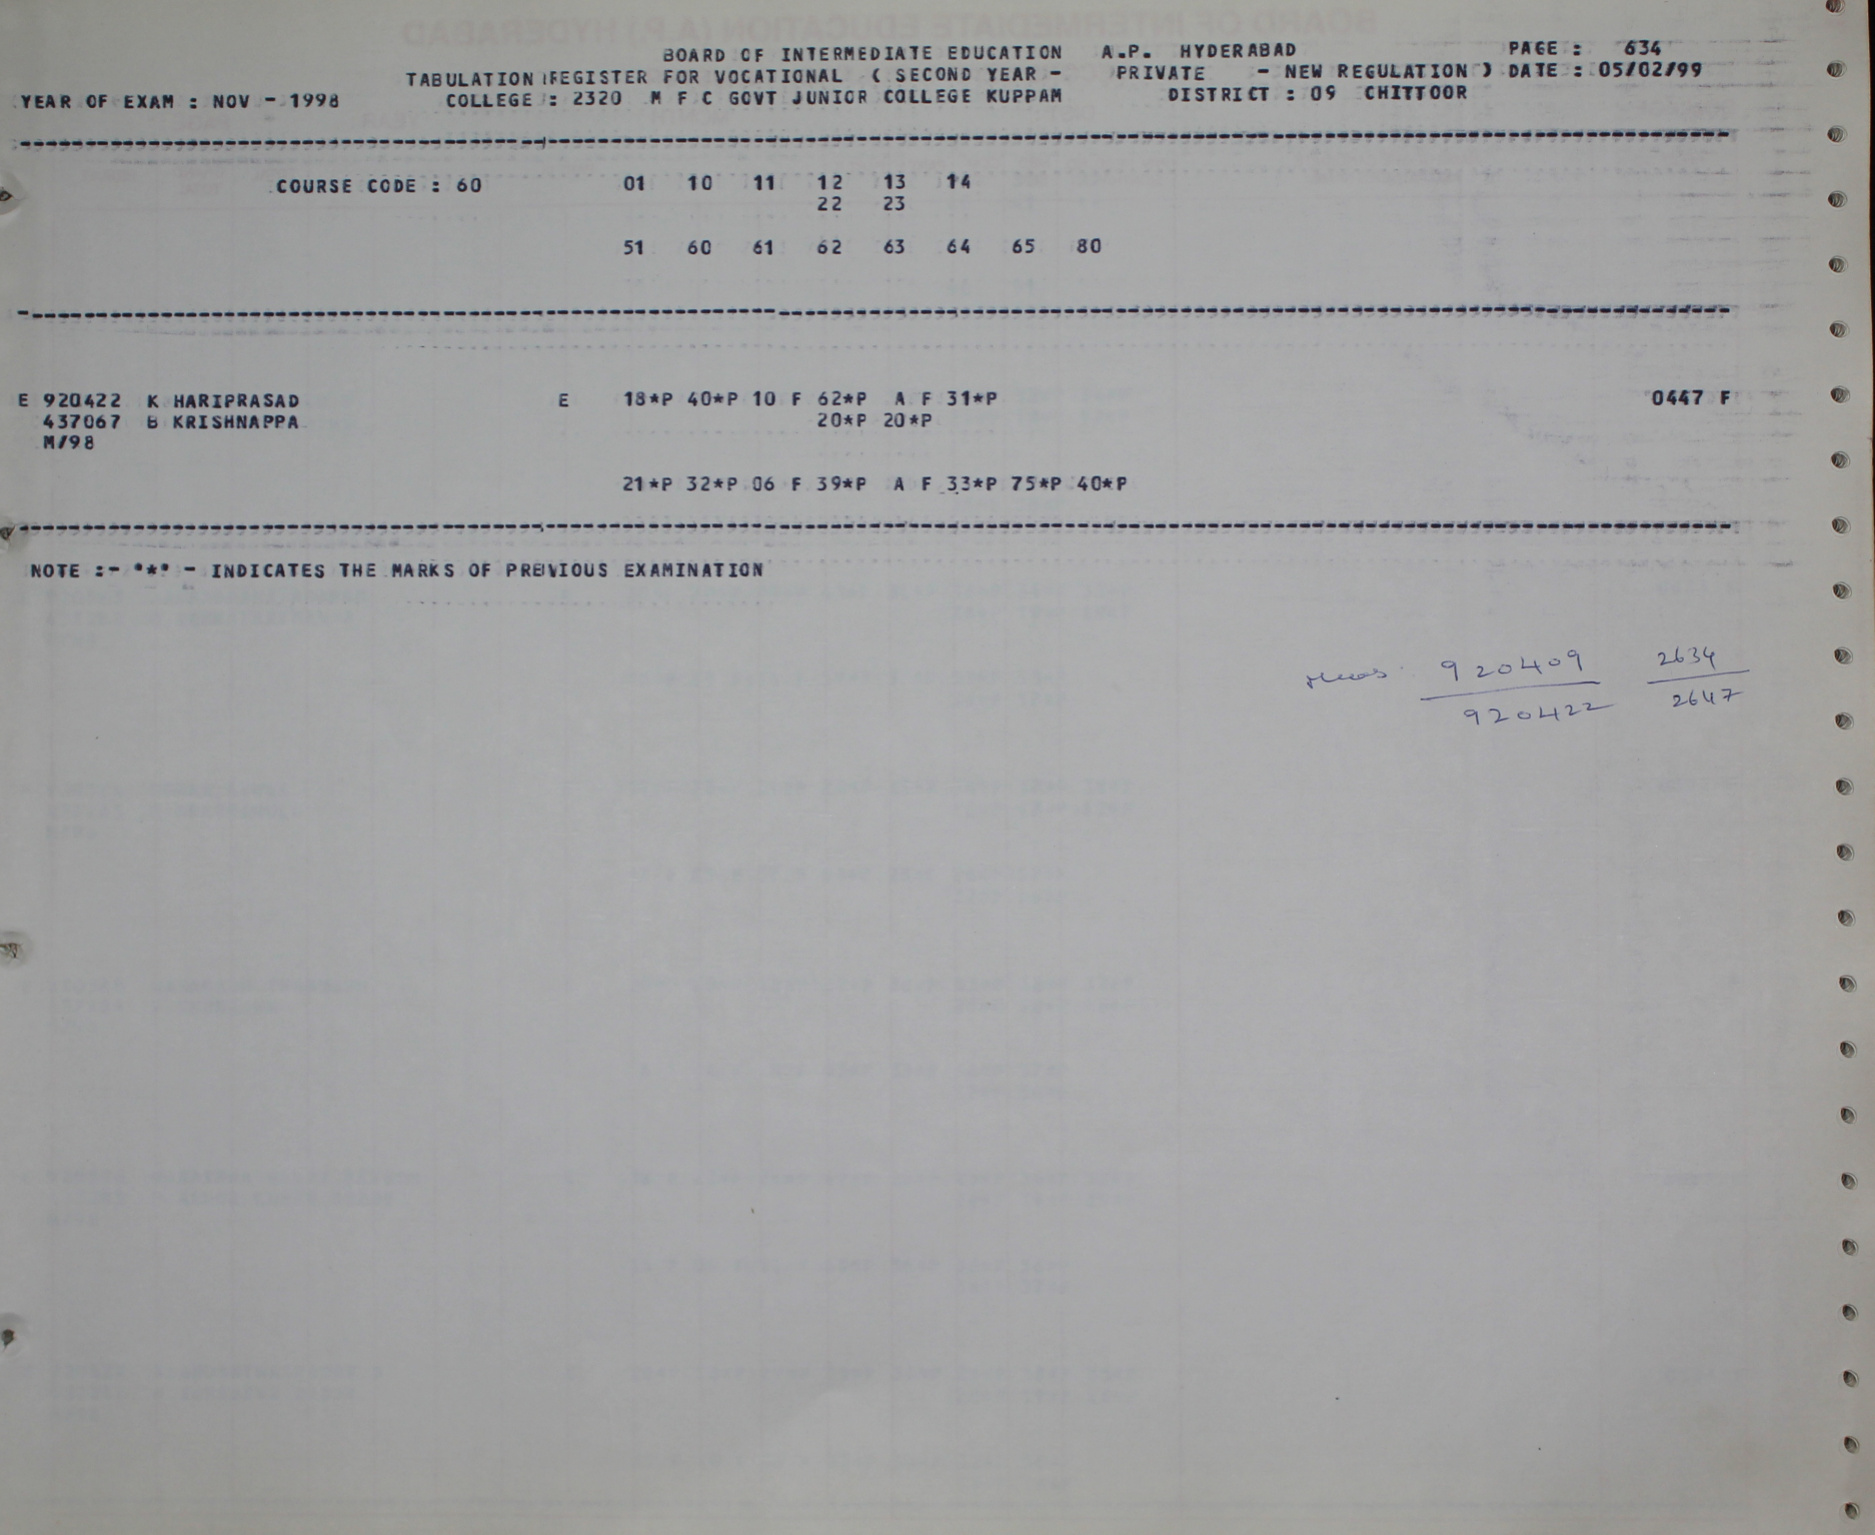 BOARD OF INTERMEDIATE EDUCATION A.P. HYDERABAD PAGE : 634
TABULATION REGISTER FOR VOCATIONAL ( SECOND YEAR - PRIVATE - NEW REGULATION ) DATE : 05/02/99
YEAR OF EXAM : NOV - 1998 COLLEGE : 2320 M F C GOVT JUNIOR COLLEGE KUPPAM DISTRICT : 09 CHITTOOR
COURSE CODE : 60 01 10 11 12 13 14
22 23
51 60 61 62 63 64 65 80
E 920422 K HARIPRASAD E 18*P 40*P 10 F 62*P A F 31*P 0447 F
437067 B KRISHNAPPA 20*P 20*P
M/98
21*P 32*P 06 F 39*P A F 33*P 75*P 40*P
NOTE :- "*" - INDICATES THE MARKS OF PREVIOUS EXAMINATION
920409 2634
920422 2647